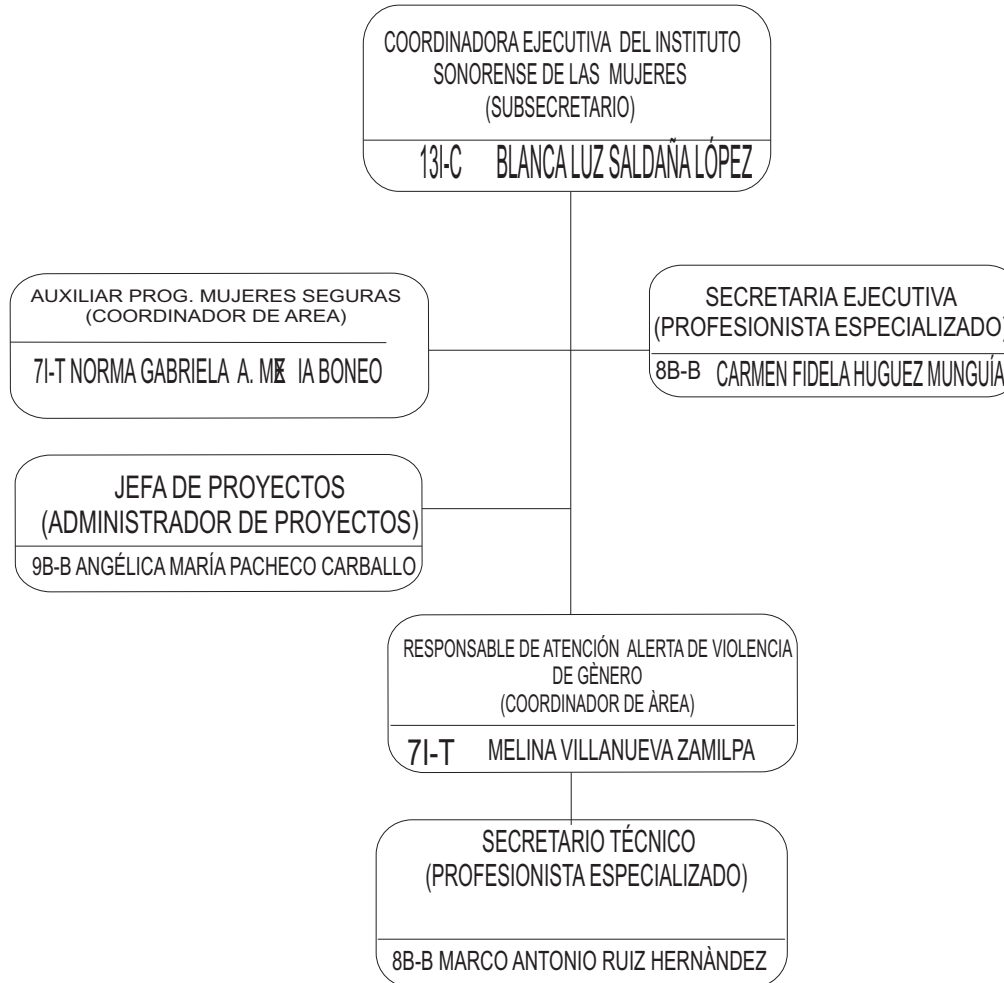 COORDINADORA EJECUTIVA DEL INSTITUTO
SONORENSE DE LAS MUJERES
(SUBSECRETARIO)
13I-C BLANCA LUZ SALDAÑA LÓPEZ
AUXILIAR PROG. MUJERES SEGURAS
(COORDINADOR DE AREA)
7I-T NORMA GABRIELA A. IA BONEO
SECRETARIA EJECUTIVA
(PROFESIONISTA ESPECIALIZADO)
8B-B CARMEN FIDELA HUGUEZ MUNGUÍA
JEFA DE PROYECTOS
(ADMINISTRADOR DE PROYECTOS)
9B-B ANGÉLICA MARÍA PACHECO CARBALLO
RESPONSABLE DE ATENCIÓN ALERTA DE VIOLENCIA
DE GÈNERO
(COORDINADOR DE ÀREA)
7I-T MELINA VILLANUEVA ZAMILPA
SECRETARIO TÉCNICO
(PROFESIONISTA ESPECIALIZADO)
8B-B MARCO ANTONIO RUIZ HERNÀNDEZ